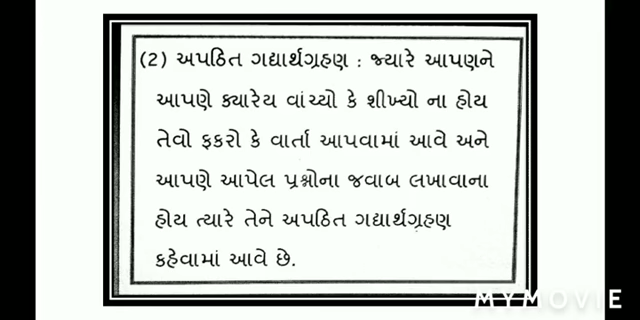 (2) અપઠિત ગદ્યાર્થગ્રહણ : જ્યારે આપણને
આપણે ક્યારેય વાંચ્યો કે શીખ્યો ના હોય
તેવો ફકરો કે વાર્તા આપવામાં આવે અને
આપણે આપેલ પ્રશ્નોના જવાબ લખાવાના
હોય ત્યારે તેને અપઠિત ગદ્યાર્થગ્રહણ
કહેવામાં આવે છે.
MYMOVIE